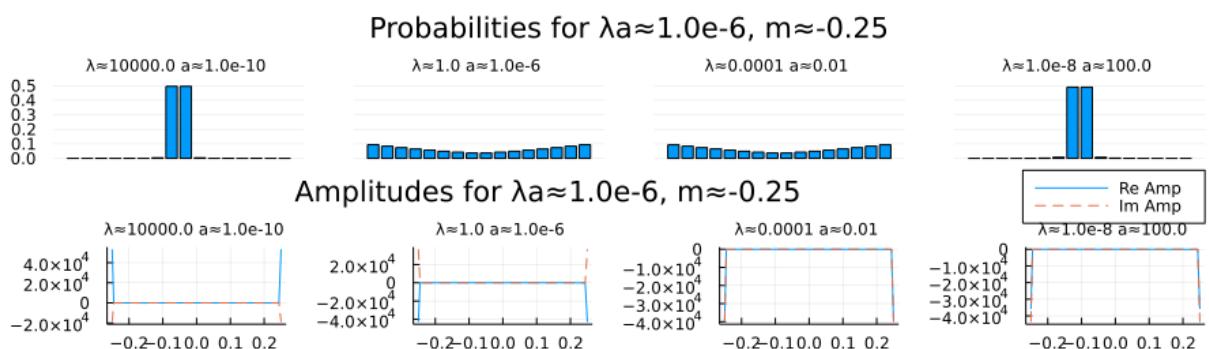 Probabilities for λa≈1.0e-6, m≈-0.25
λ≈10000.0 a≈1.0e-10
λ≈1.0 a≈1.0e-6
λ≈0.0001 a≈0.01
λ≈1.0e-8 a≈100.0
0.5
0.4
0.3
0.2
0.1
0.0
Amplitudes for λa≈1.0e-6, m≈-0.25
Re Amp
Im Amp
λ≈10000.0 a≈1.0e-10
λ≈1.0 a≈1.0e-6
λ≈0.0001 a≈0.01
λ≈1.0e-8 a≈100.0
4.0×10⁴
2.0×10⁴
0
−2.0×10⁴
−0.2 −0.1 0.0 0.1 0.2
2.0×10⁴
0
−2.0×10⁴
−4.0×10⁴
−0.2 −0.1 0.0 0.1 0.2
0
−1.0×10⁴
−2.0×10⁴
−3.0×10⁴
−4.0×10⁴
−0.2 −0.1 0.0 0.1 0.2
0
−1.0×10⁴
−2.0×10⁴
−3.0×10⁴
−4.0×10⁴
−0.2 −0.1 0.0 0.1 0.2